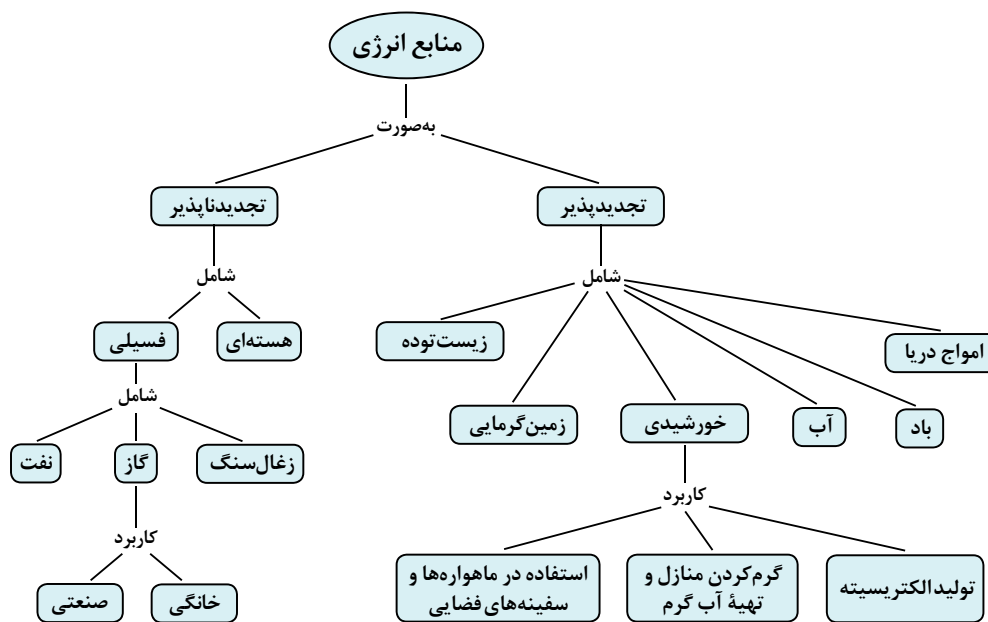 منابع انرژی
به‌صورت
تجدیدپذیر
تجدیدناپذیر
شامل
شامل
امواج دریا
زیست‌توده
هسته‌ای
فسیلی
شامل
باد
آب
خورشیدی
زمین‌گرمایی
زغال‌سنگ
گاز
نفت
کاربرد
کاربرد
تولیدالکتریسیته
گرم‌کردن منازل و
تهیهٔ آب گرم
استفاده در ماهواره‌ها و
سفینه‌های فضایی
خانگی
صنعتی